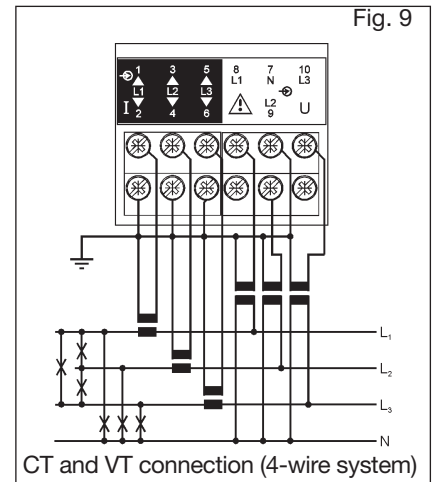 Fig. 9
1 3 5 8 7 10
L1 N L3
L1 L2 L3
I U
L2
2 4 6 9
L1
L2
L3
N
CT and VT connection (4-wire system)